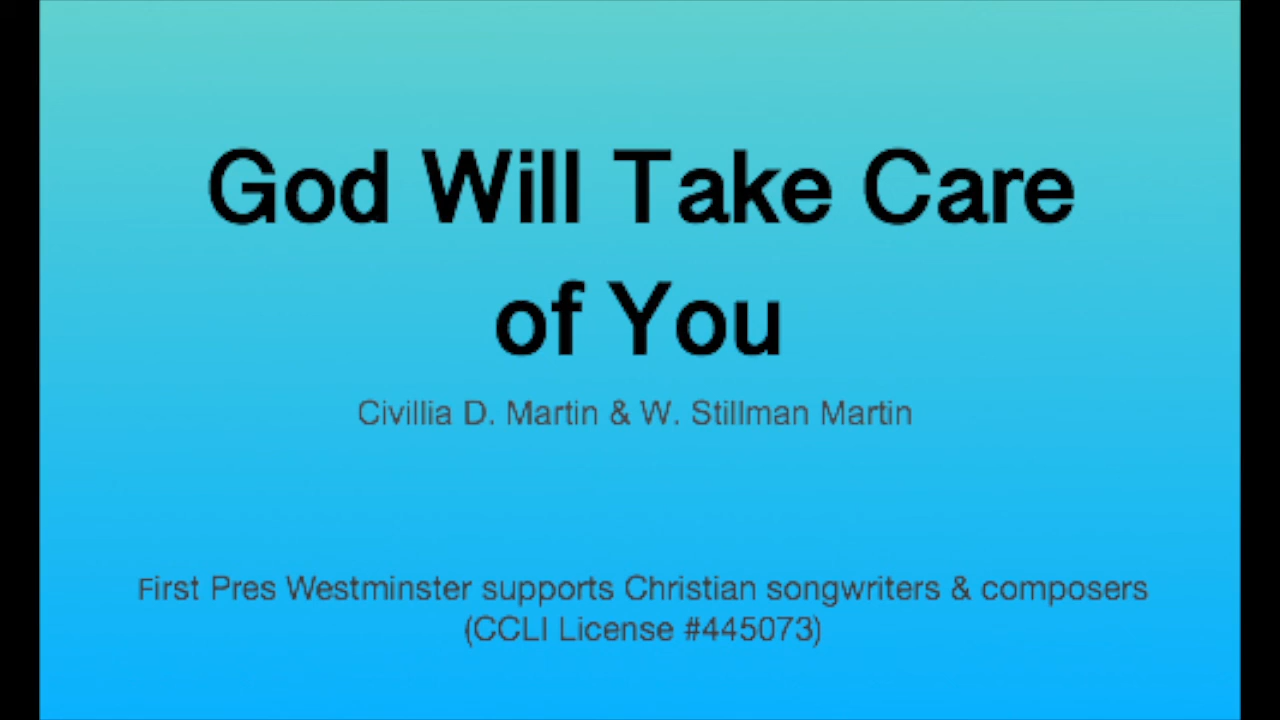 God Will Take Care
of You
Civillia D. Martin & W. Stillman Martin
First Pres Westminster supports Christian songwriters & composers
(CCLI License #445073)